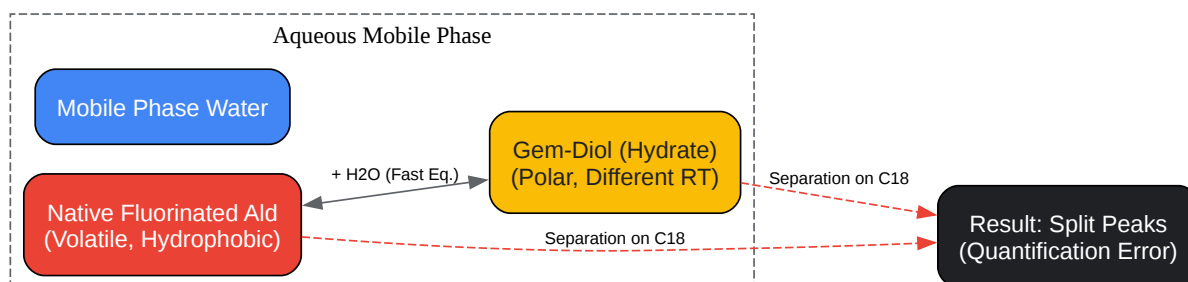 Aqueous Mobile Phase
Mobile Phase Water
Native Fluorinated Ald
(Volatile, Hydrophobic)
+ H2O (Fast Eq.)
Gem-Diol (Hydrate)
(Polar, Different RT)
Separation on C18
Separation on C18
Result: Split Peaks
(Quantification Error)